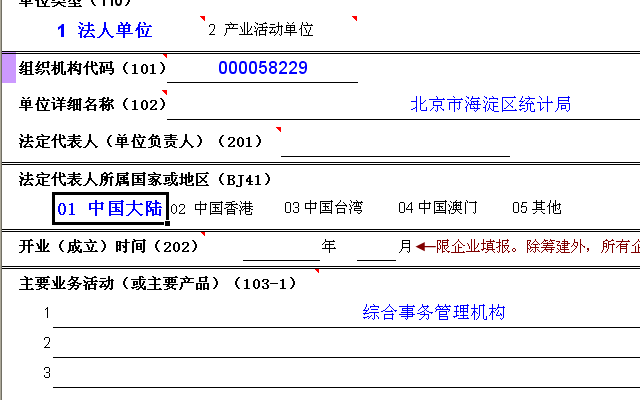 单位类型（110）
1 法人单位 2 产业活动单位
组织机构代码（101） 000058229
单位详细名称（102） 北京市海淀区统计局
法定代表人（单位负责人）（201）
法定代表人所属国家或地区（BJ41）
01 中国大陆 02 中国香港 03 中国台湾 04 中国澳门 05 其他
开业（成立）时间（202） 年 月 ←限企业填报。除筹建外，所有企
主要业务活动（或主要产品）（103-1）
1 综合事务管理机构
2
3